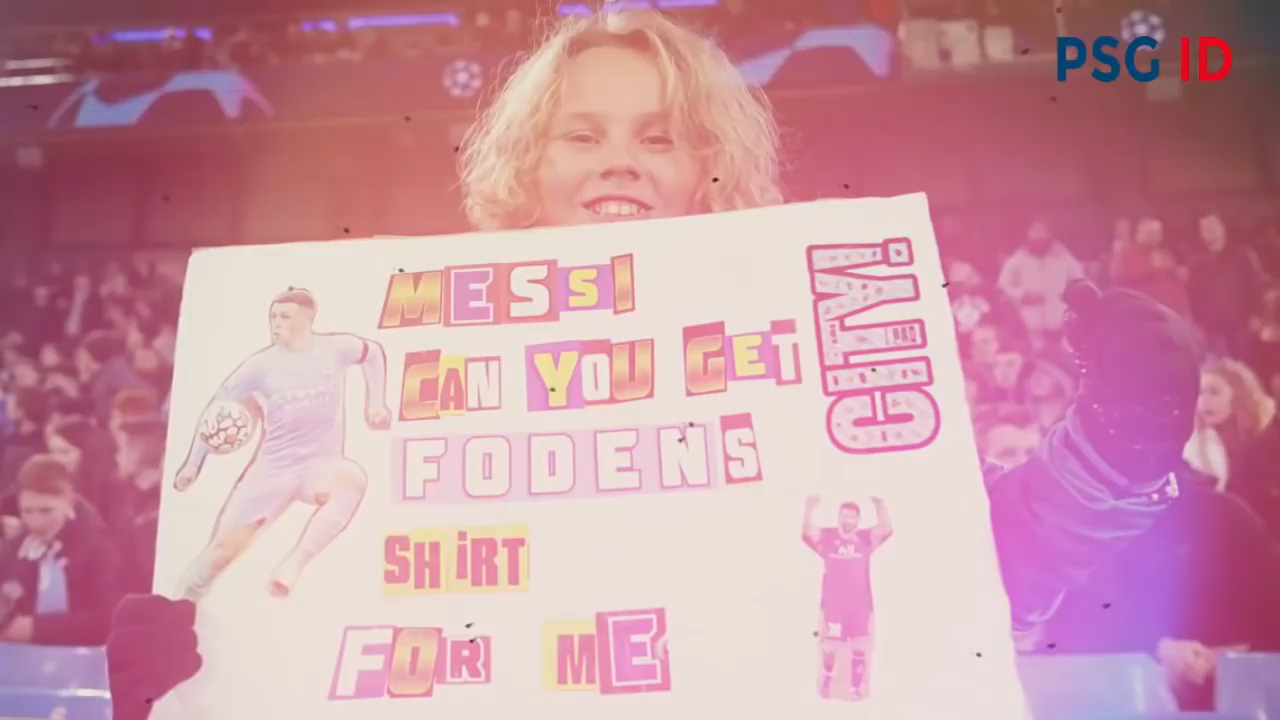 PSG ID
MESSI
CAN YOU GET
FODENS
SHiRT
FOR ME
CITY!